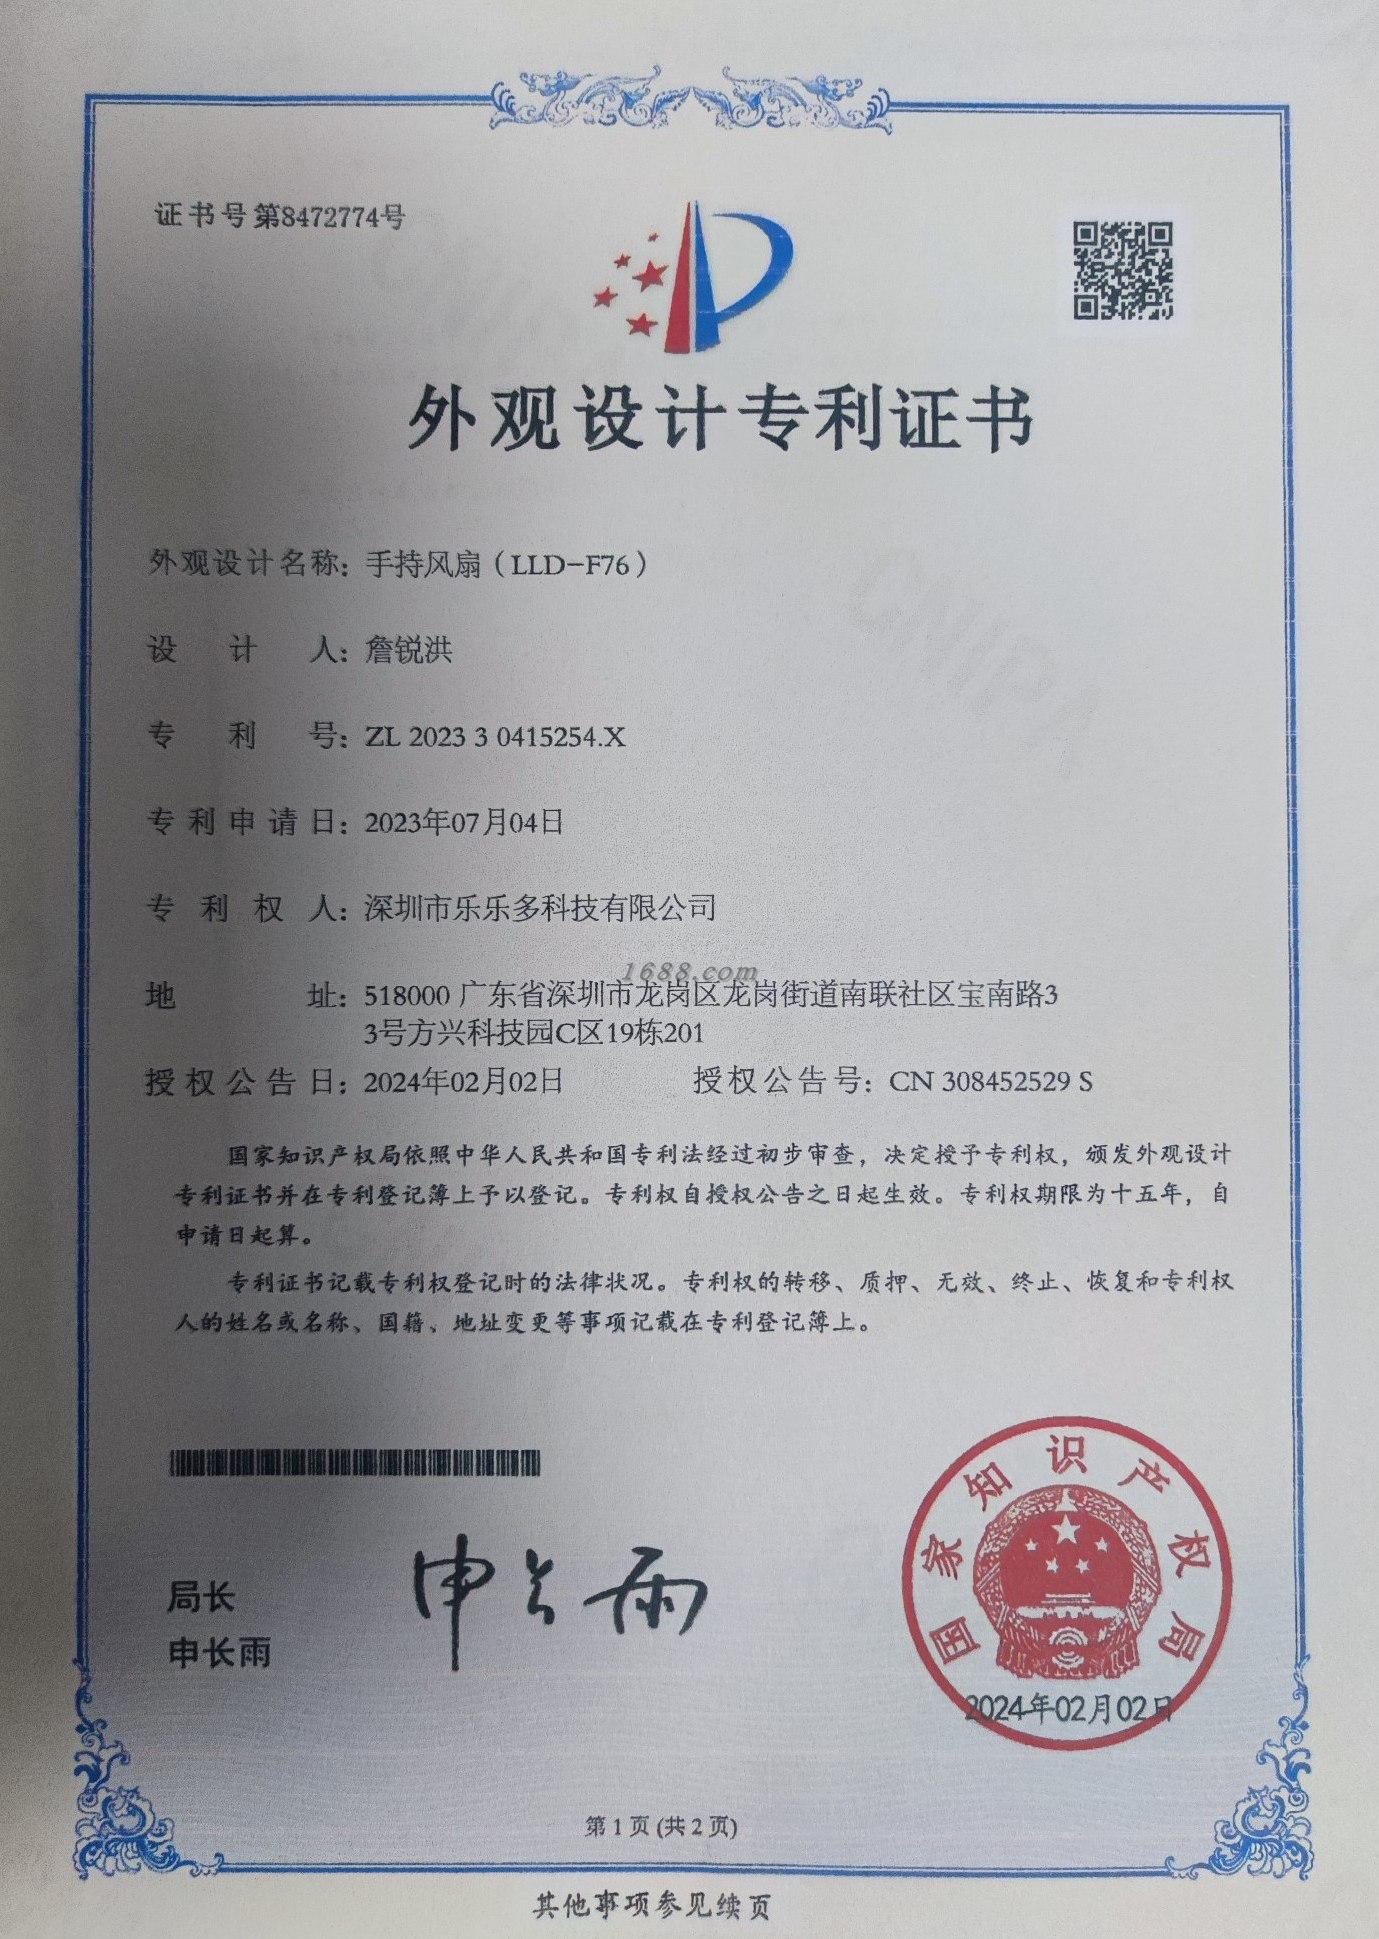 证书号第8472774号
外观设计专利证书
外观设计名称：手持风扇（LLD-F76）
设计人：詹锐洪
专利号：ZL 2023 3 0415254.X
专利申请日：2023年07月04日
专利权人：深圳市乐乐多科技有限公司
1688.com
地址：518000 广东省深圳市龙岗区龙岗街道南联社区宝南路3
3号方兴科技园C区19栋201
授权公告日：2024年02月02日 授权公告号：CN 308452529 S
国家知识产权局依照中华人民共和国专利法经过初步审查，决定授予专利权，颁发外观设计
专利证书并在专利登记簿上予以登记。专利权自授权公告之日起生效。专利权期限为十五年，自
申请日起算。
专利证书记载专利权登记时的法律状况。专利权的转移、质押、无效、终止、恢复和专利权
人的姓名或名称、国籍、地址变更等事项记载在专利登记簿上。
局长
申长雨
申长雨
国家知识产权局
2024年02月02日
第 1 页 (共 2 页)
其他事项参见续页